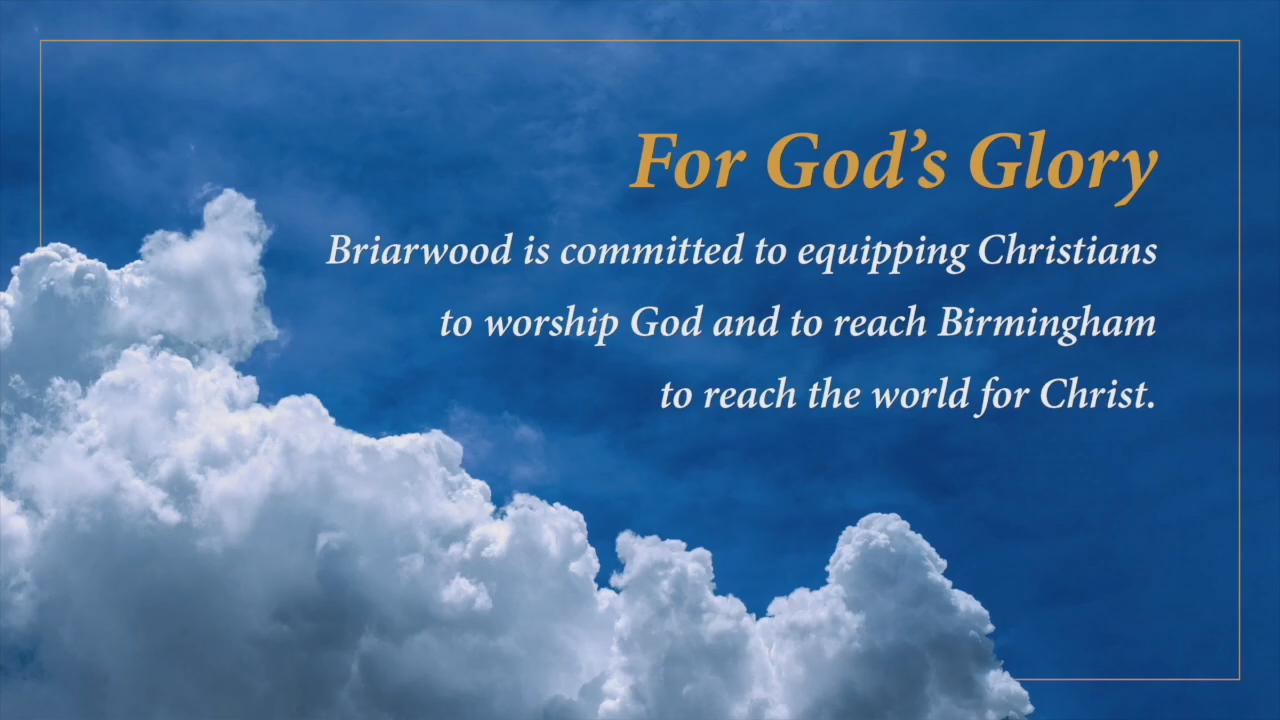 For God’s Glory
Briarwood is committed to equipping Christians
to worship God and to reach Birmingham
to reach the world for Christ.